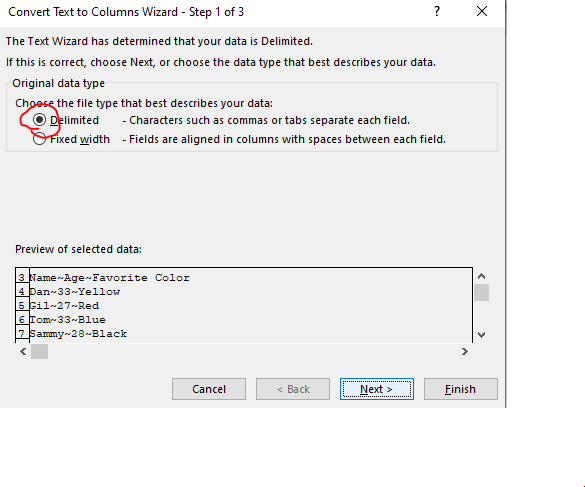 Convert Text to Columns Wizard - Step 1 of 3 ?
The Text Wizard has determined that your data is Delimited.
If this is correct, choose Next, or choose the data type that best describes your data.
Original data type
Choose the file type that best describes your data:
Delimited - Characters such as commas or tabs separate each field.
Fixed width - Fields are aligned in columns with spaces between each field.
Preview of selected data:
3 Name~Age~Favorite Color
4 Dan~33~Yellow
5 Gil~27~Red
6 Tom~33~Blue
7 Sammy~28~Black
Cancel < Back Next > Finish